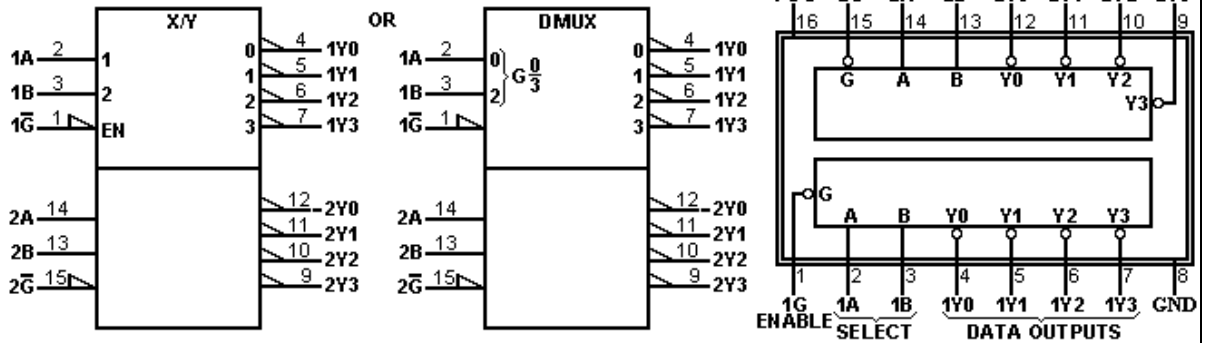 X/Y
1A 2 1
1B 3 2
1G̅ 1 EN
0 4 1Y0
1 5 1Y1
2 6 1Y2
3 7 1Y3
2A 14
2B 13
2G̅ 15
12 2Y0
11 2Y1
10 2Y2
9 2Y3
OR
DMUX
1A 2 0
1B 3 2
G 0/3
1G̅ 1
0 4 1Y0
1 5 1Y1
2 6 1Y2
3 7 1Y3
2A 14
2B 13
2G̅ 15
12 2Y0
11 2Y1
10 2Y2
9 2Y3
16 15 14 13 12 11 10 9
G A B Y0 Y1 Y2
Y3
G
A B Y0 Y1 Y2 Y3
1 2 3 4 5 6 7 8
1G 1A 1B 1Y0 1Y1 1Y2 1Y3 GND
ENABLE SELECT DATA OUTPUTS